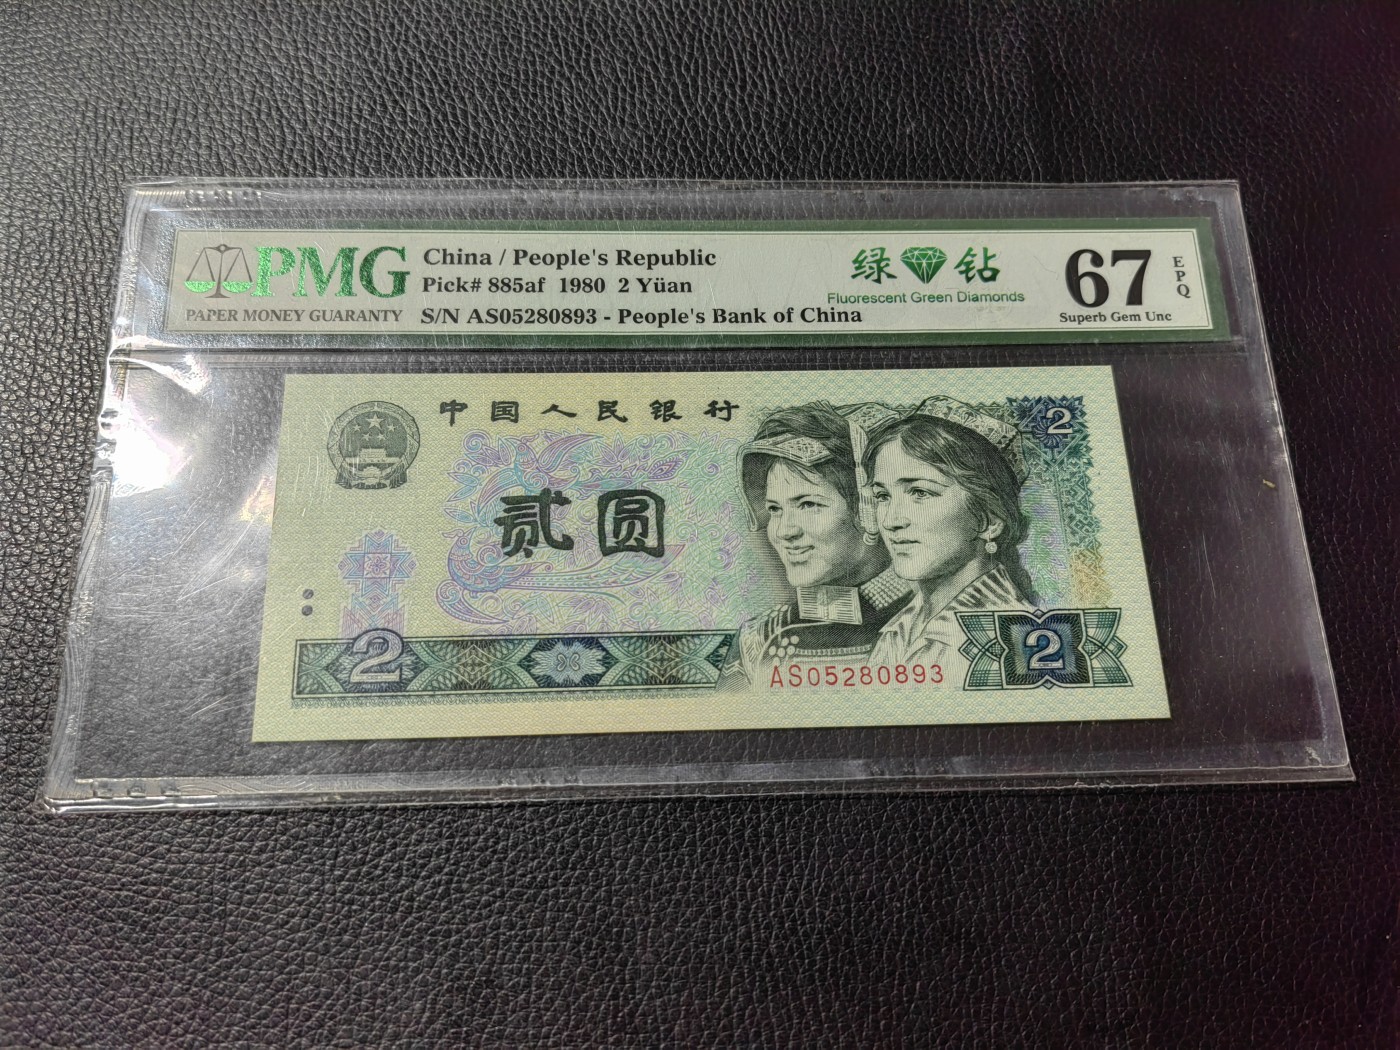 PMG
PAPER MONEY GUARANTY
China / People's Republic
Pick# 885af 1980 2 Yüan
S/N AS05280893 - People's Bank of China
绿 钻
Fluorescent Green Diamonds
67
EPQ
Superb Gem Unc
中国人民银行
2
贰圆
2
AS05280893
2